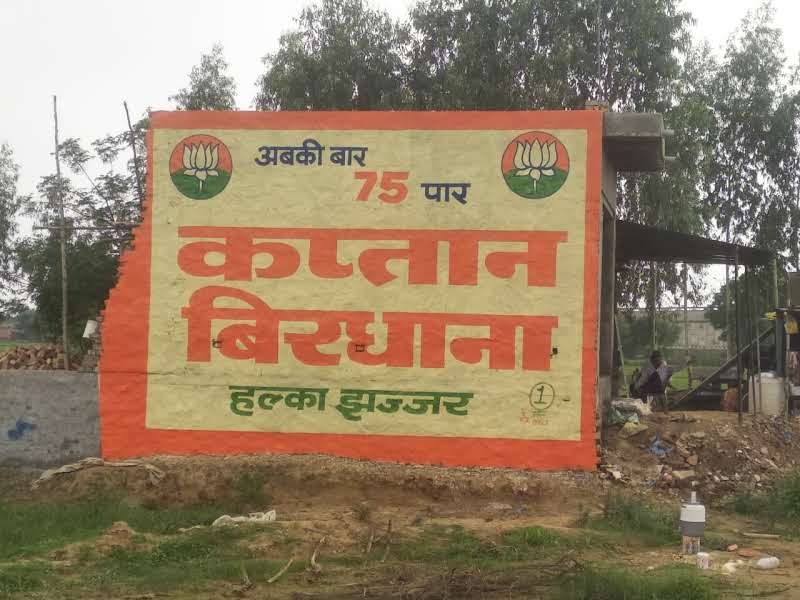 अबकी बार
75 पार
कप्तान
बिरधाना
हल्का झज्जर
1